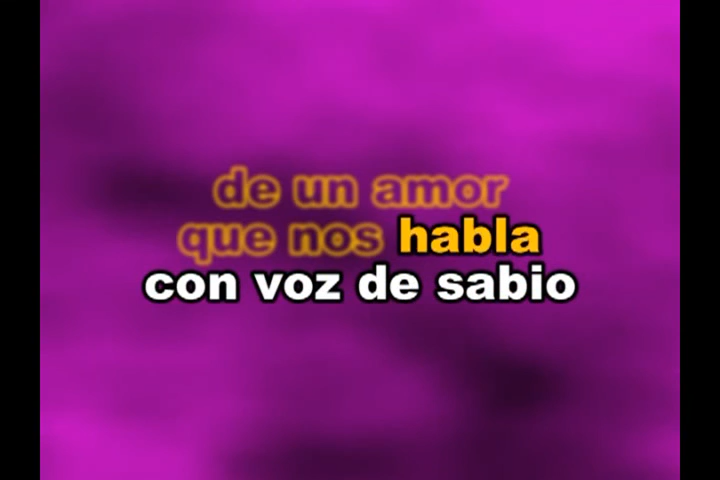 de un amor
que nos habla
con voz de sabio